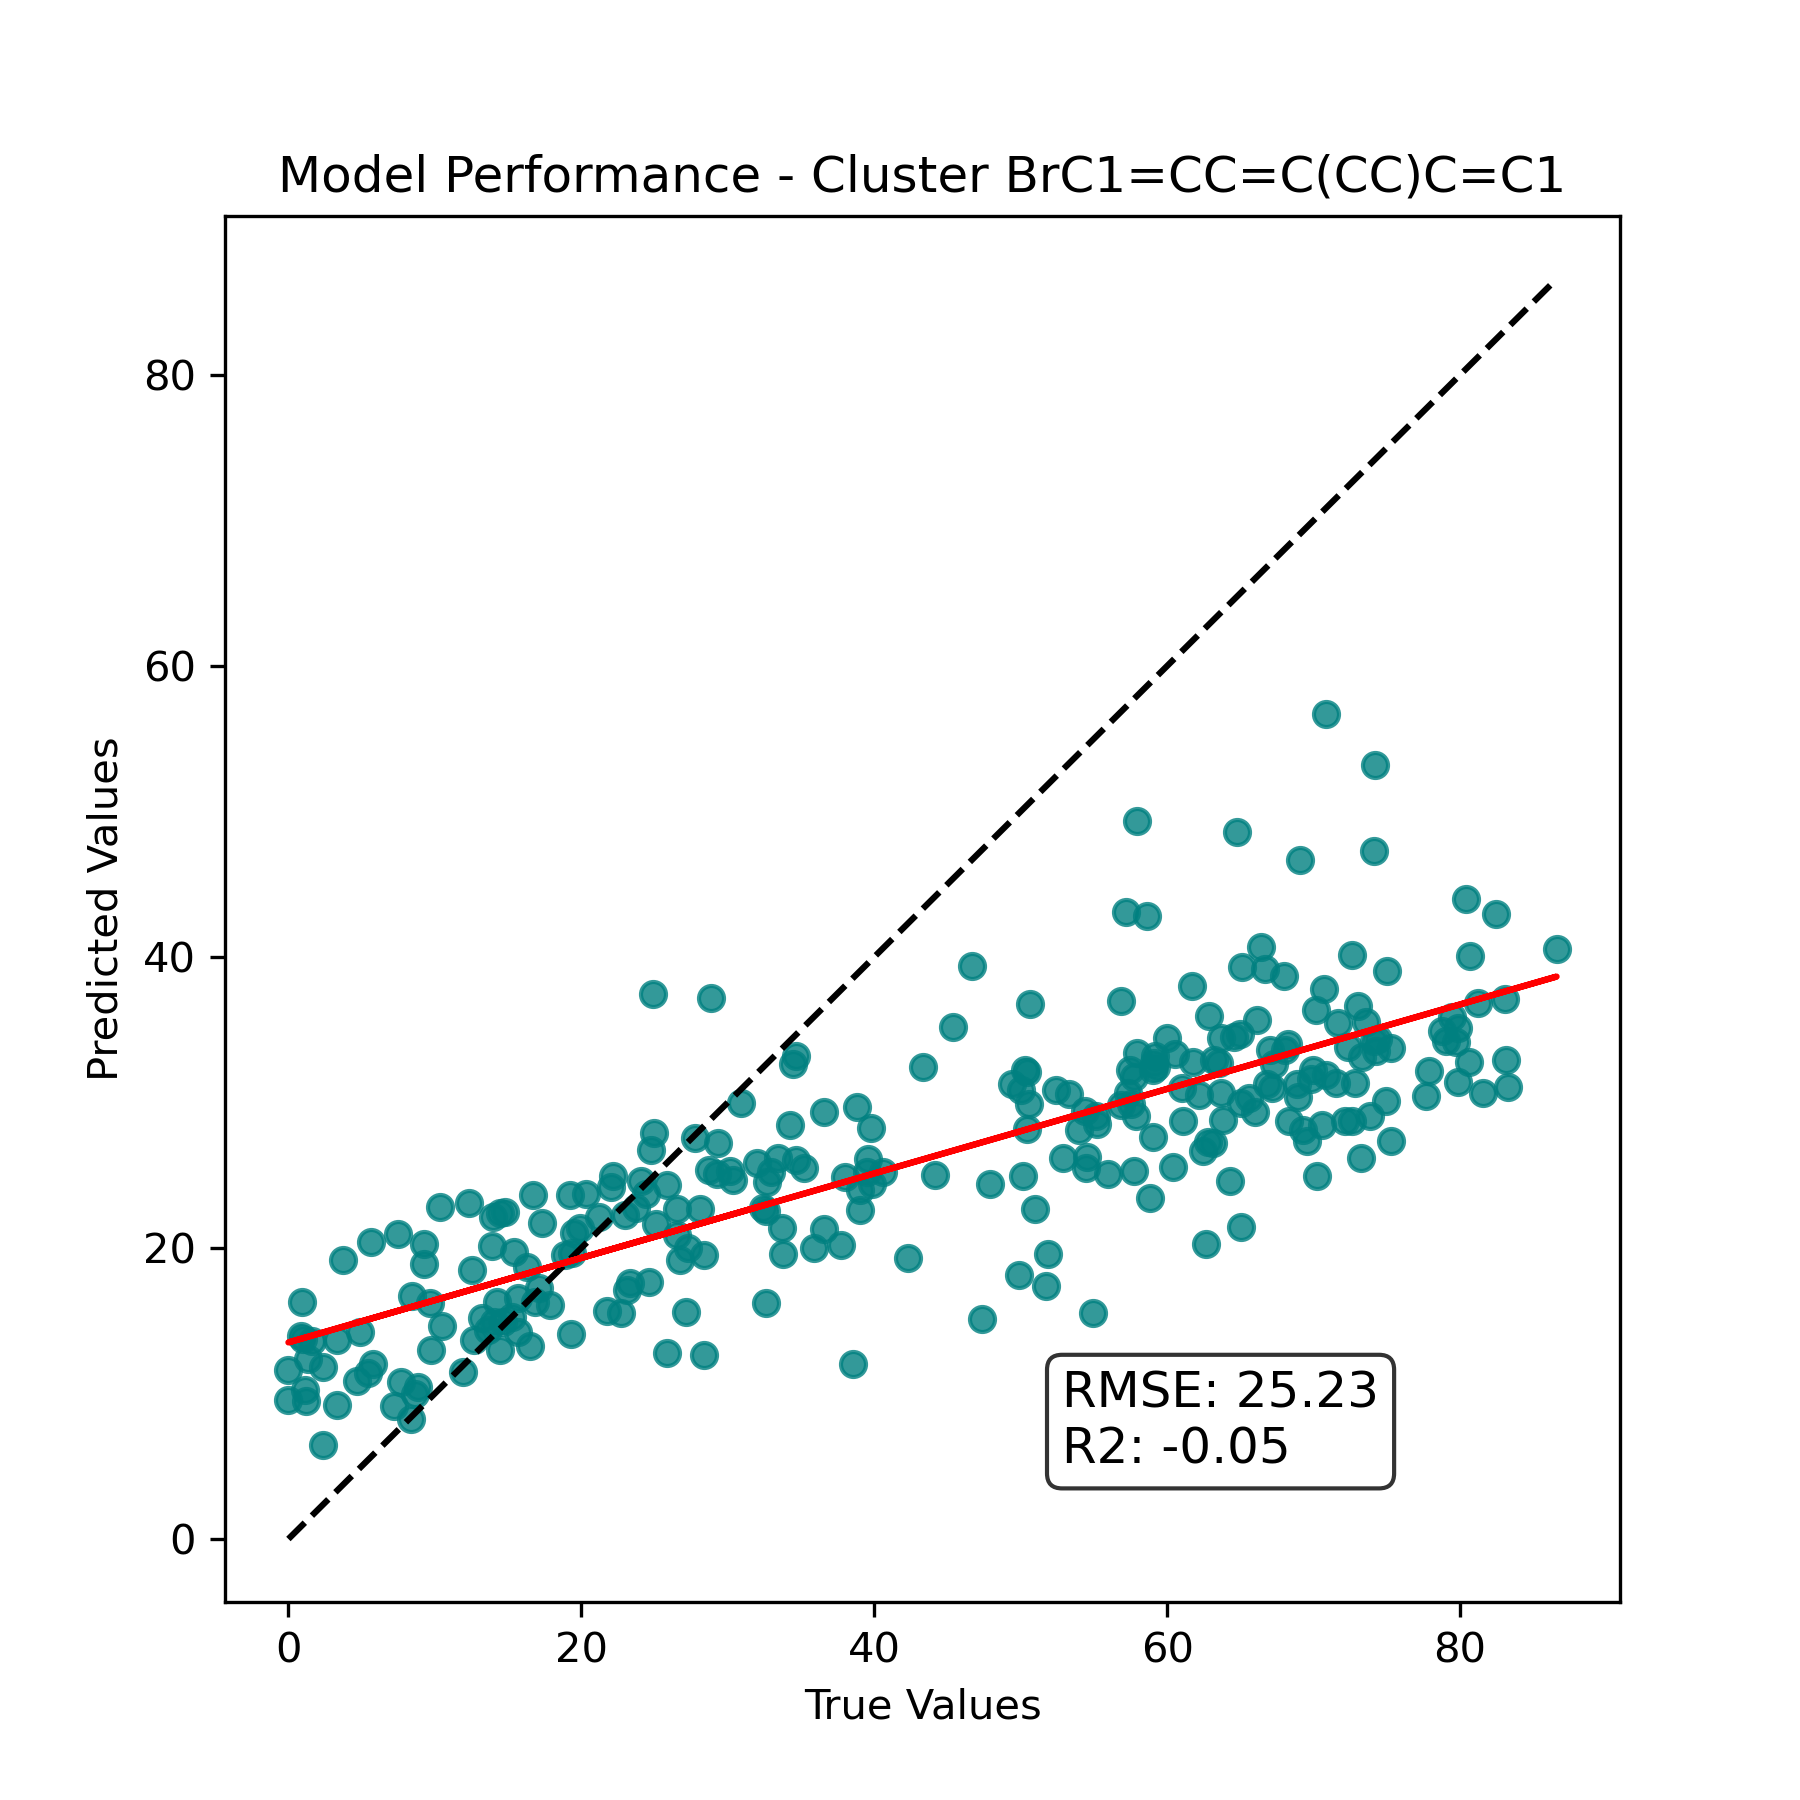 Model Performance - Cluster BrC1=CC=C(CC)C=C1
80
60
40
20
0
Predicted Values
RMSE: 25.23
R2: -0.05
0
20
40
60
80
True Values